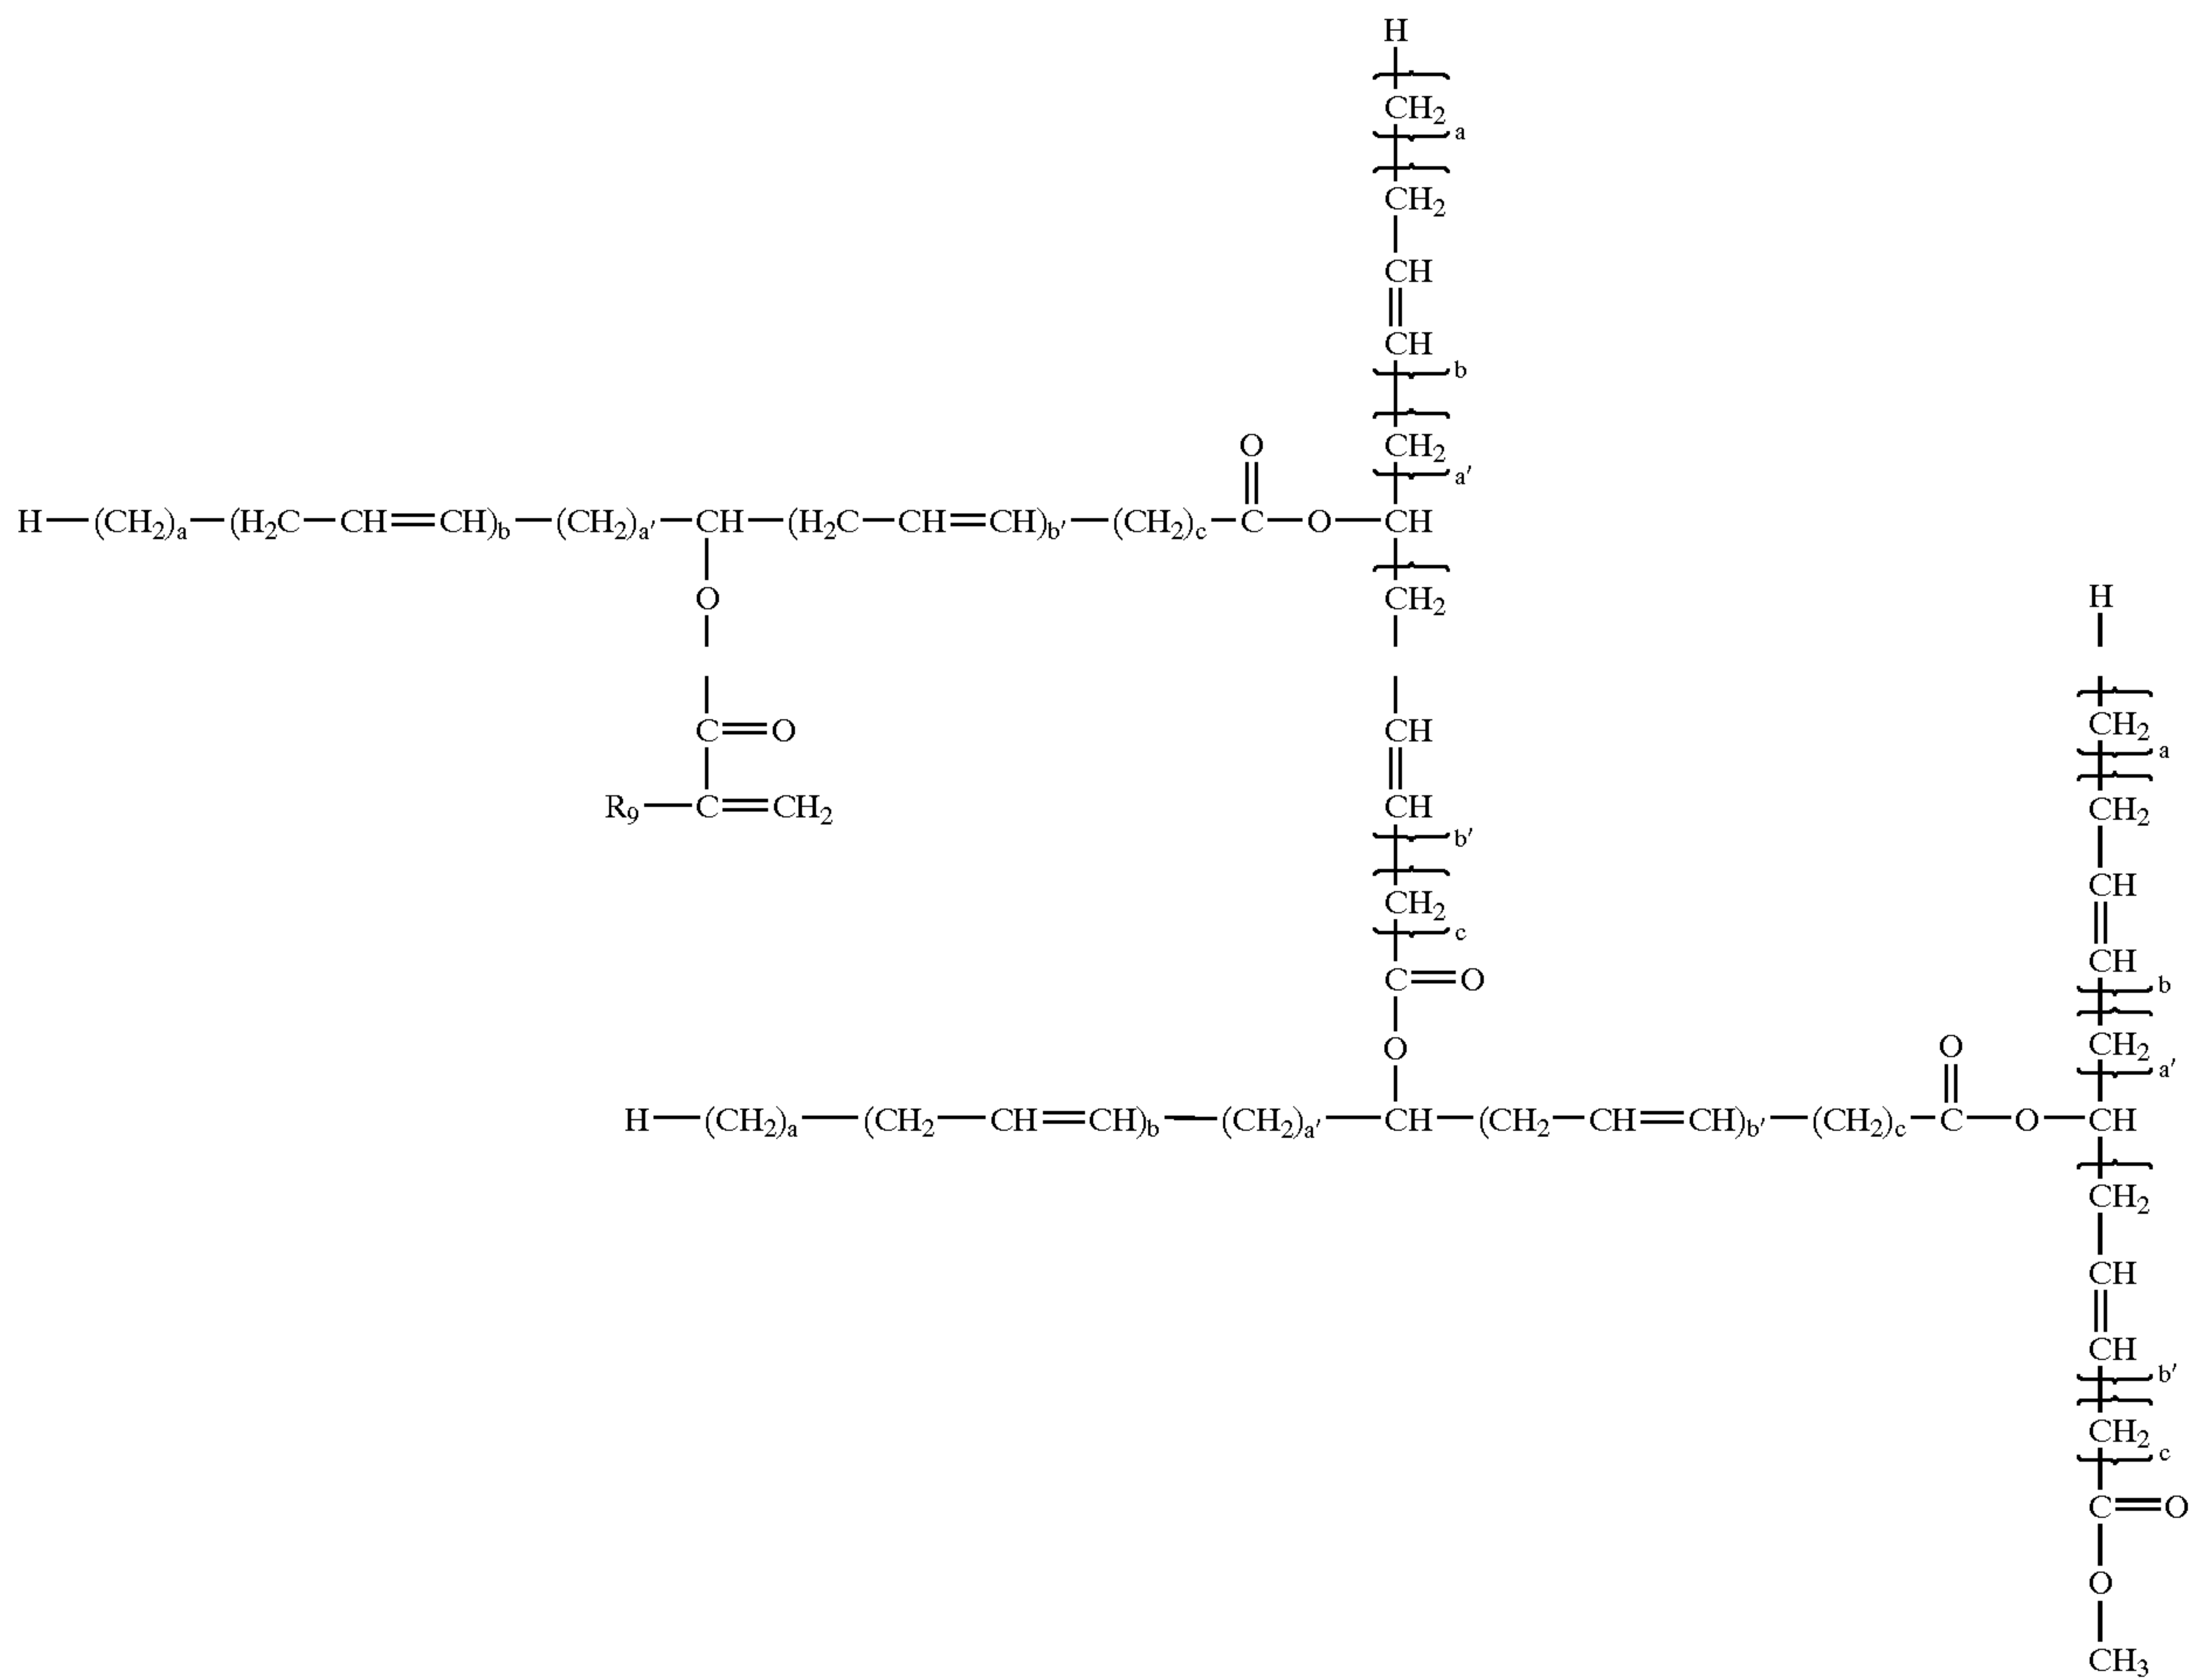 H
CH₂
a
CH₂
CH
CH
b
O CH₂
a′
H—(CH₂)ₐ—(H₂C—CH=CH)b—(CH₂)a′—CH—(H₂C—CH=CH)b′—(CH₂)c—C—O—CH
O CH₂ H
C=O CH CH₂
a
R₉—C=CH₂ CH CH₂
b′
CH
CH₂
c
CH
b
C=O
O O CH₂
a′
H—(CH₂)ₐ—(CH₂—CH=CH)b—(CH₂)a′—CH—(CH₂—CH=CH)b′—(CH₂)c—C—O—CH
CH₂
CH
CH
b′
CH₂
c
C=O
O
CH₃